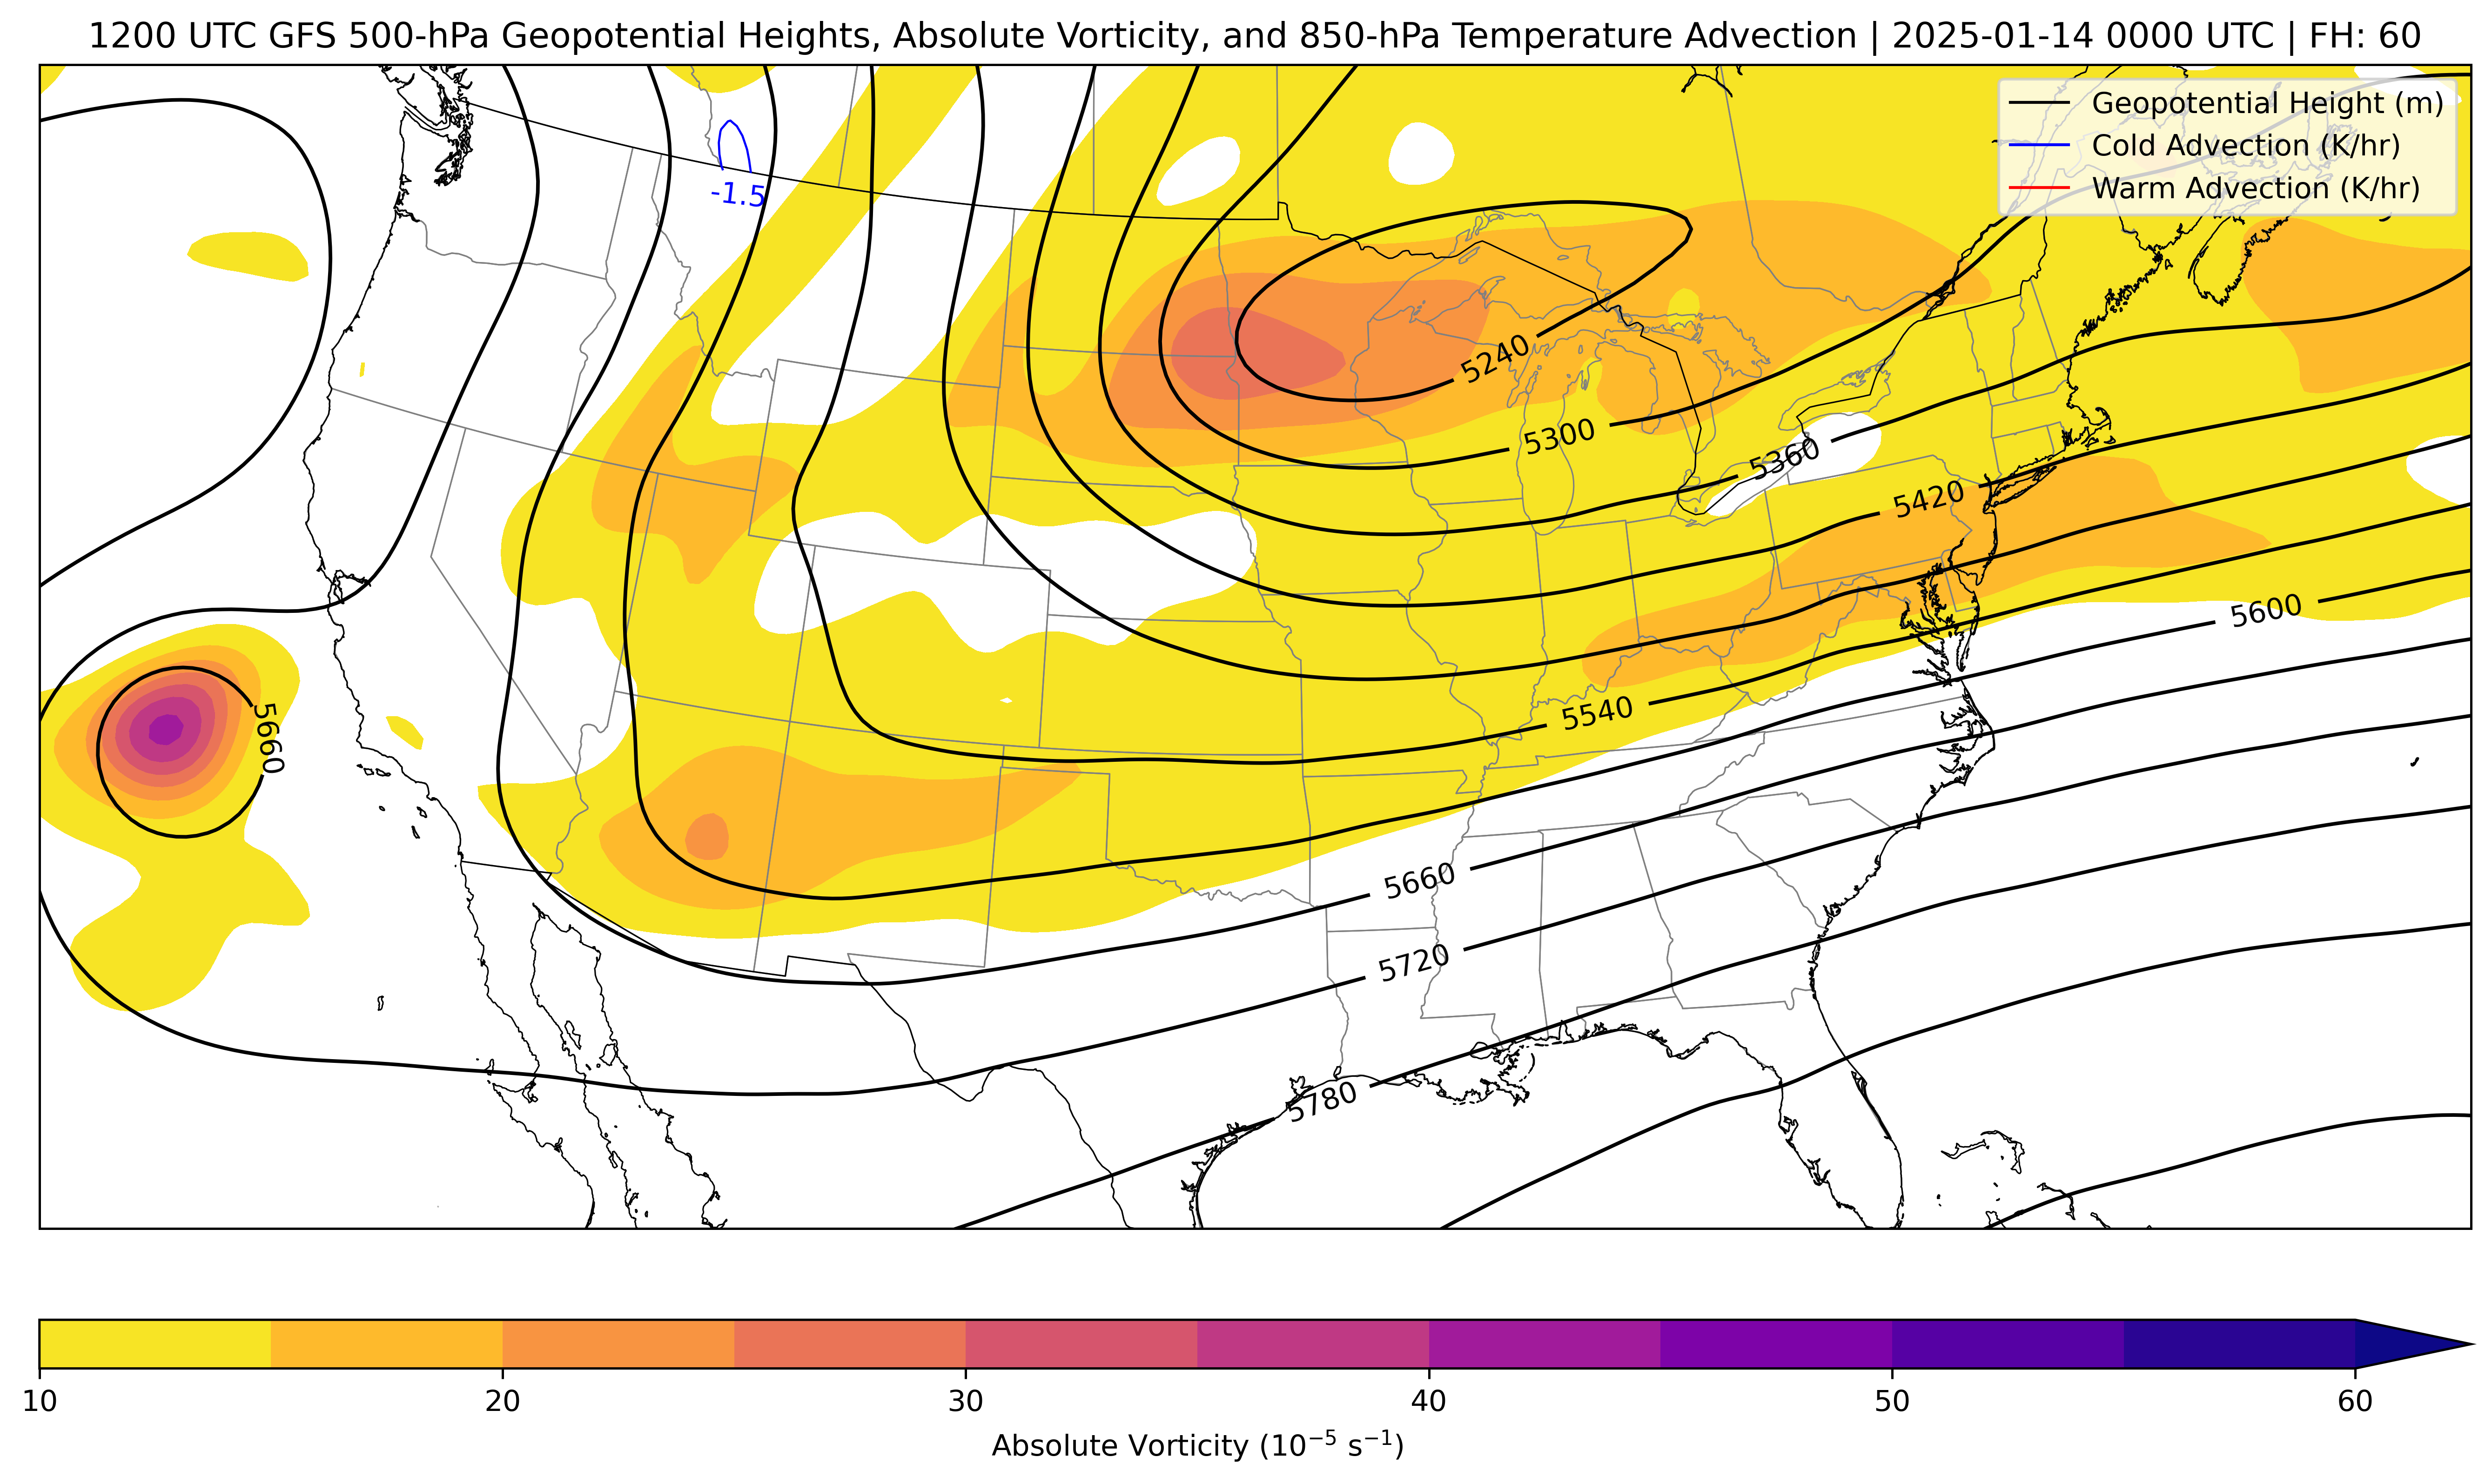 1200 UTC GFS 500-hPa Geopotential Heights, Absolute Vorticity, and 850-hPa Temperature Advection | 2025-01-14 0000 UTC | FH: 60
Geopotential Height (m)
Cold Advection (K/hr)
Warm Advection (K/hr)
-1.5
5240
5300
5360
5420
5600
5540
5660
5660
5720
5780
10 20 30 40 50 60
Absolute Vorticity (10⁻⁵ s⁻¹)